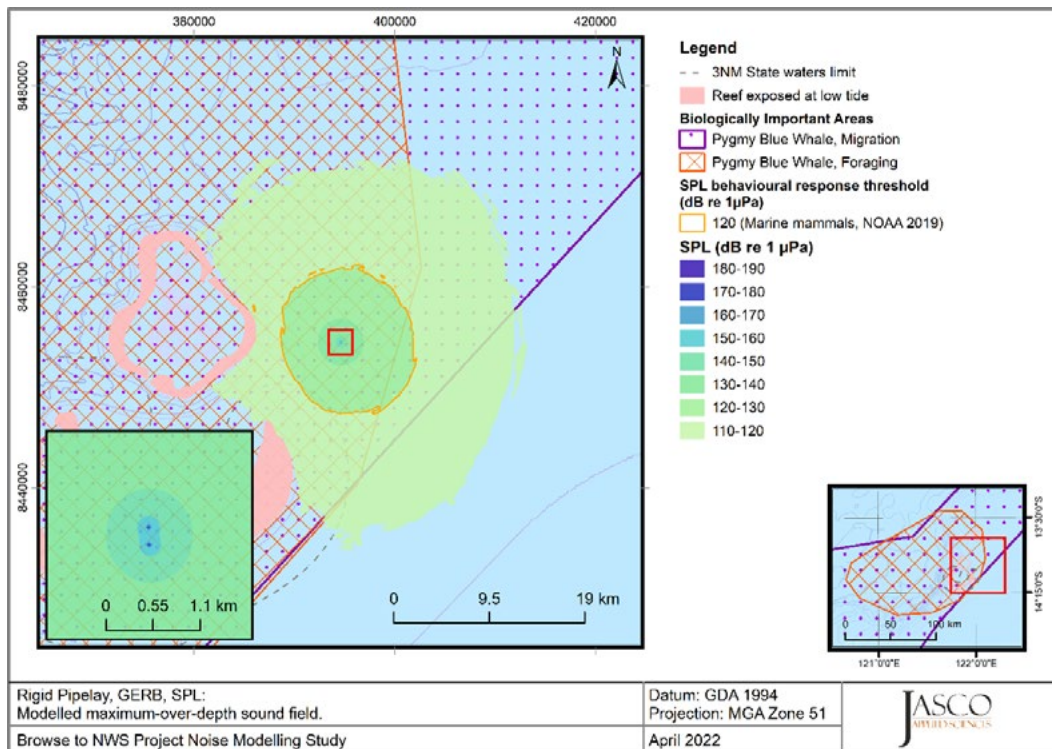 380000 400000 420000
8480000
8460000
8440000
N
0 0.55 1.1 km
0 9.5 19 km
Legend
3NM State waters limit
Reef exposed at low tide
Biologically Important Areas
Pygmy Blue Whale, Migration
Pygmy Blue Whale, Foraging
SPL behavioural response threshold
(dB re 1μPa)
120 (Marine mammals, NOAA 2019)
SPL (dB re 1 μPa)
180-190
170-180
160-170
150-160
140-150
130-140
120-130
110-120
13°30'0"S
14°15'0"S
0 50 100 km
121°0'0"E 122°0'0"E
Rigid Pipelay, GERB, SPL:
Modelled maximum-over-depth sound field.
Browse to NWS Project Noise Modelling Study
Datum: GDA 1994
Projection: MGA Zone 51
April 2022
JASCO
APPLIED SCIENCES